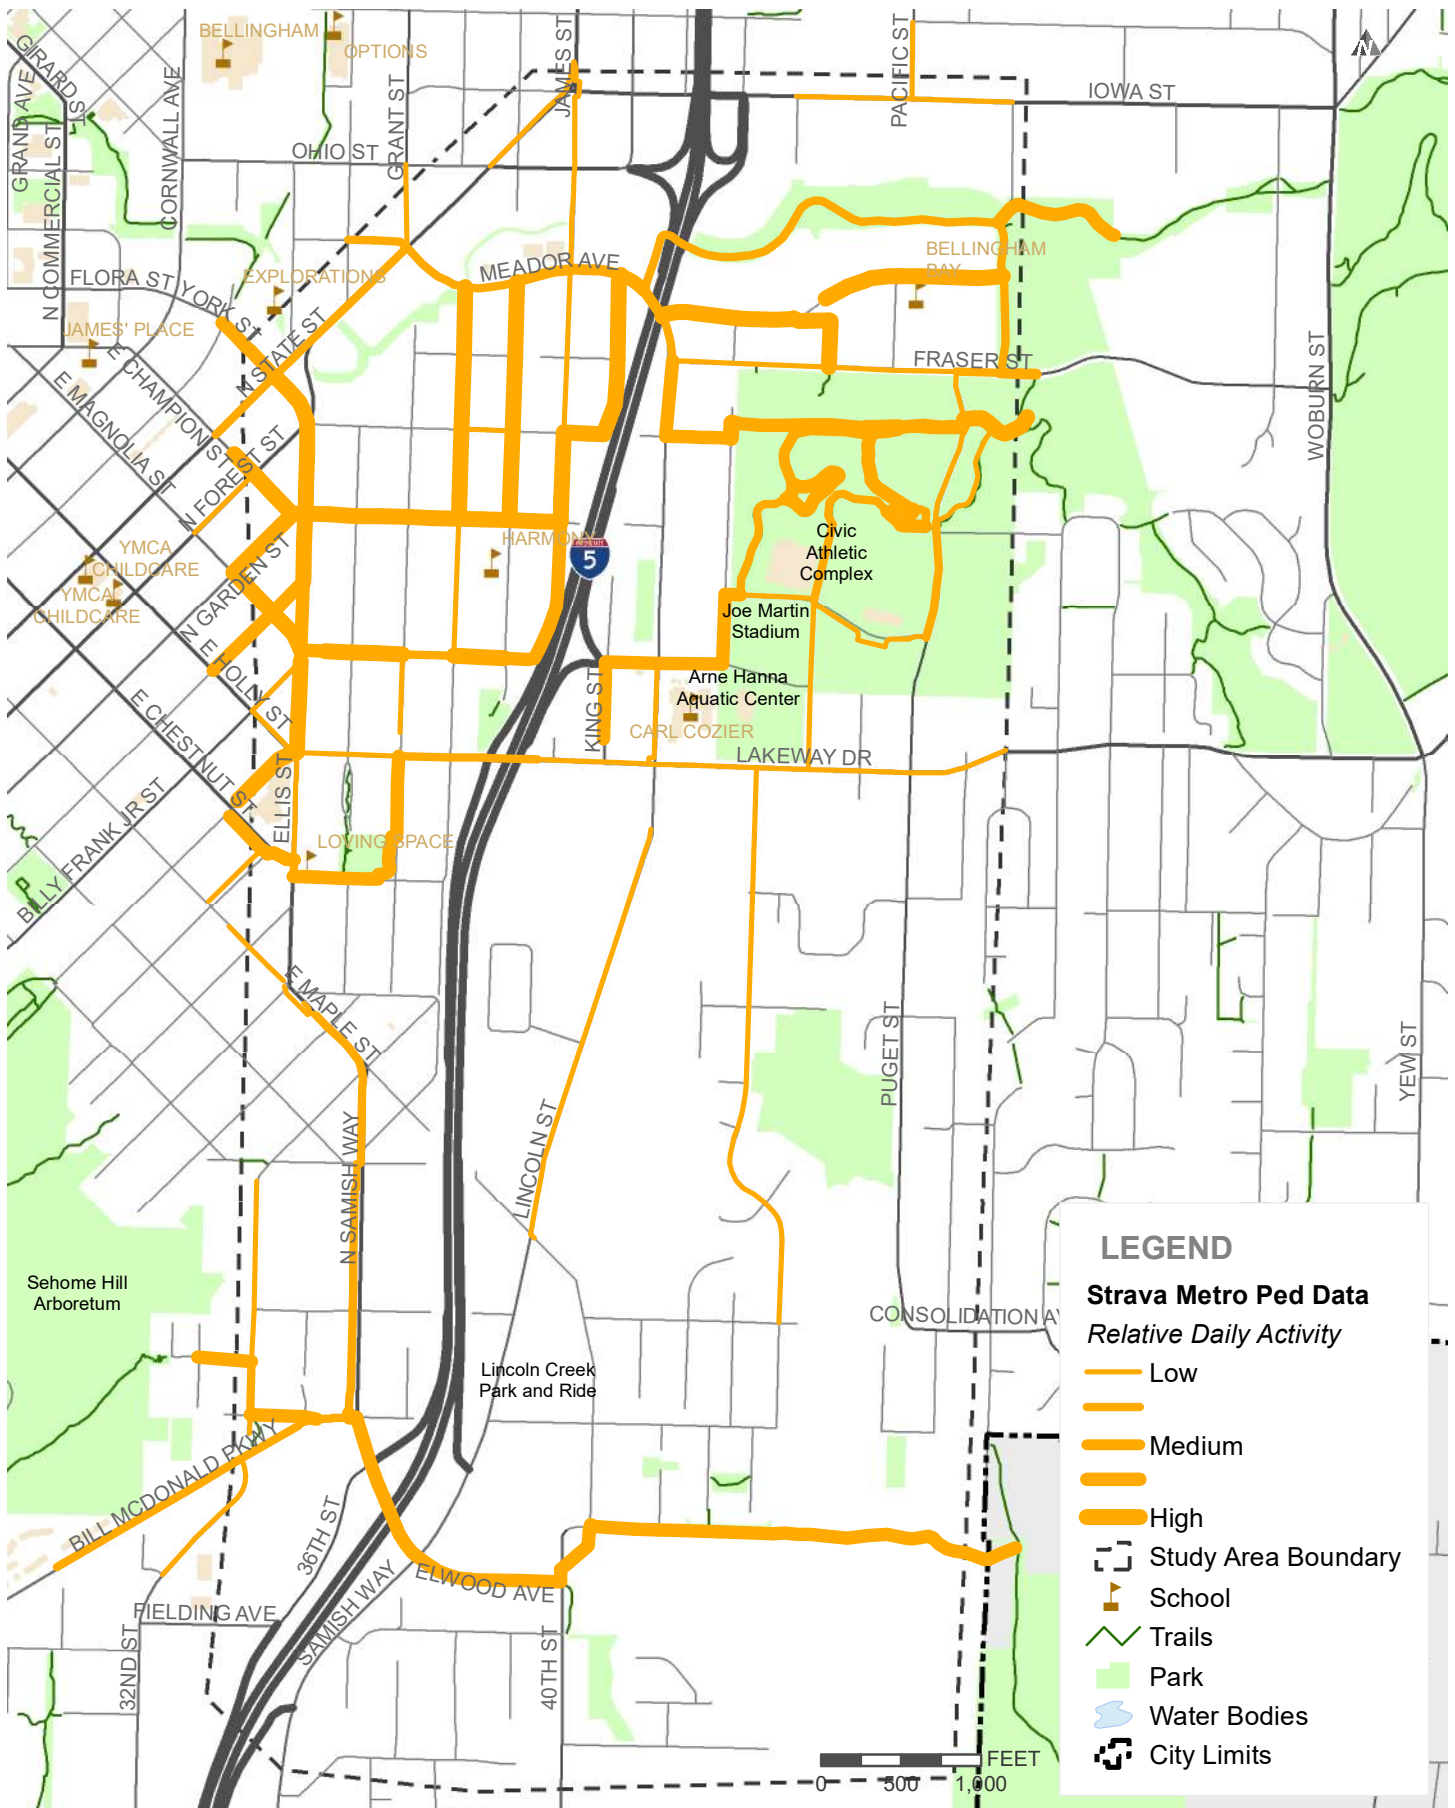 BELLINGHAM
OPTIONS
GIRARD ST
GRAND AVE
N COMMERCIAL ST
CORNWALL AVE
GRANT ST
JAMES ST
PACIFIC ST
N
IOWA ST
OHIO ST
MEADOR AVE
BELLINGHAM
BAY
FLORA ST
YORK ST
EXPLORATIONS
JAMES' PLACE
N STATE ST
E CHAMPION ST
E MAGNOLIA ST
N FOREST ST
FRASER ST
WOBURN ST
HARMONY
INTERSTATE
5
Civic
Athletic
Complex
YMCA
CHILDCARE
YMCA
CHILDCARE
N GARDEN ST
N
E HOLLY ST
Joe Martin
Stadium
Arne Hanna
Aquatic Center
E CHESTNUT ST
KING ST
CARL COZIER
LAKEWAY DR
ELLIS ST
BILLY FRANK JR ST
LOVING SPACE
E MAPLE ST
PUGET ST
YEW ST
N SAMISH WAY
LINCOLN ST
Sehome Hill
Arboretum
CONSOLIDATION AV
Lincoln Creek
Park and Ride
BILL MCDONALD PKWY
36TH ST
ELWOOD AVE
SAMISH WAY
FIELDING AVE
32ND ST
40TH ST
LEGEND
Strava Metro Ped Data
Relative Daily Activity
Low
Medium
High
Study Area Boundary
School
Trails
Park
Water Bodies
City Limits
FEET
0 500 1,000